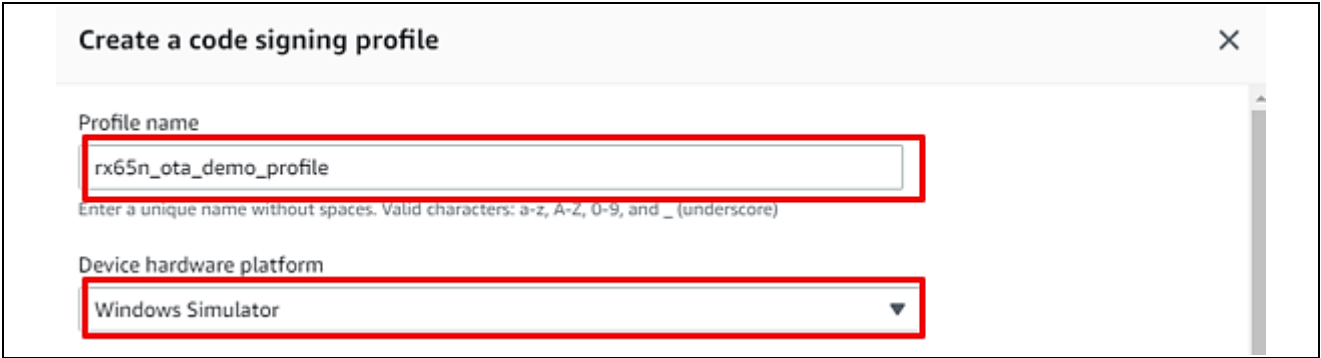 Create a code signing profile
Profile name
rx65n_ota_demo_profile
Enter a unique name without spaces. Valid characters: a-z, A-Z, 0-9, and _ (underscore)
Device hardware platform
Windows Simulator